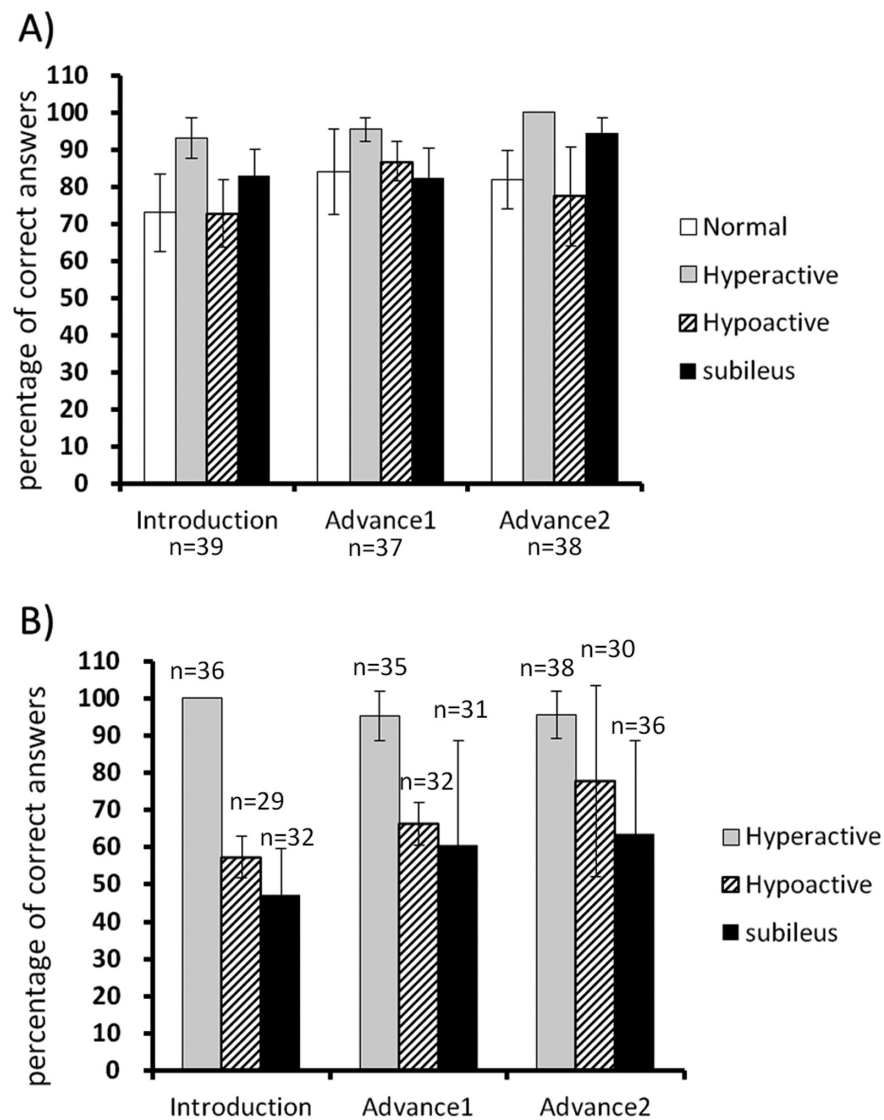 A)
percentage of correct answers
110
100
90
80
70
60
50
40
30
20
10
0
Introduction Advance1 Advance2
n=39 n=37 n=38
Normal
Hyperactive
Hypoactive
subileus
B)
percentage of correct answers
110
100
90
80
70
60
50
40
30
20
10
0
n=36
n=29
n=32
n=35
n=32
n=31
n=38
n=30
n=36
Introduction Advance1 Advance2
Hyperactive
Hypoactive
subileus